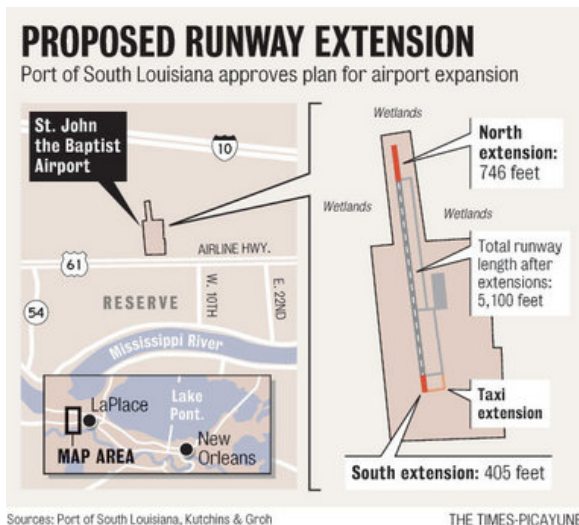 PROPOSED RUNWAY EXTENSION
Port of South Louisiana approves plan for airport expansion
St. John
the Baptist
Airport
10
AIRLINE HWY.
61
54
RESERVE
W. 10TH
E. 22ND
Mississippi River
LaPlace
Lake
Pont.
New
Orleans
MAP AREA
Wetlands
Wetlands
Wetlands
North
extension:
746 feet
Total runway
length after
extensions:
5,100 feet
Taxi
extension
South extension: 405 feet
Sources: Port of South Louisiana, Kutchins & Groh
THE TIMES-PICAYUNE